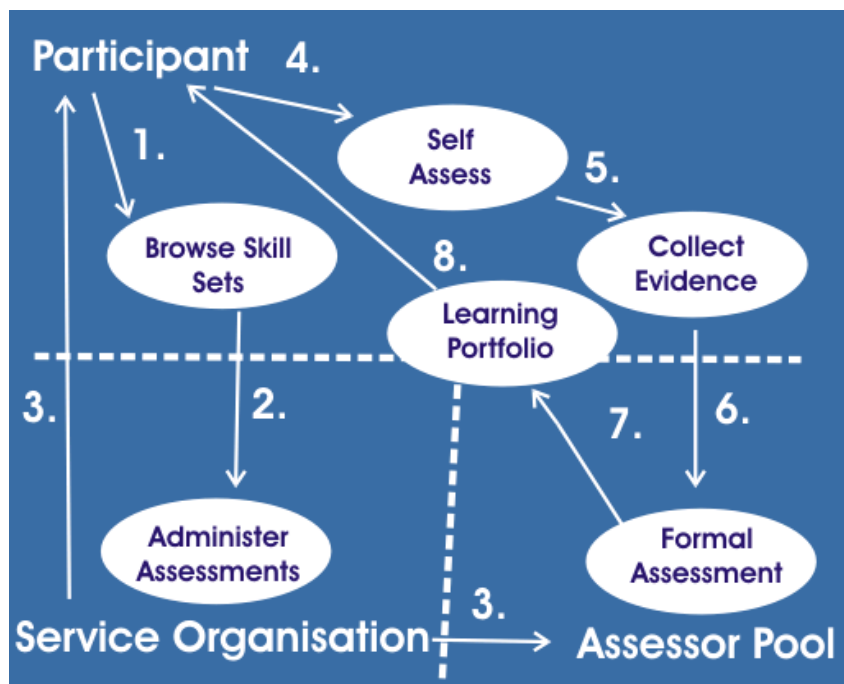 Participant
4.
1.
Self
Assess
5.
Browse Skill
Sets
8.
Collect
Evidence
Learning
Portfolio
3.
2.
7.
6.
Administer
Assessments
Formal
Assessment
3.
Service Organisation
Assessor Pool